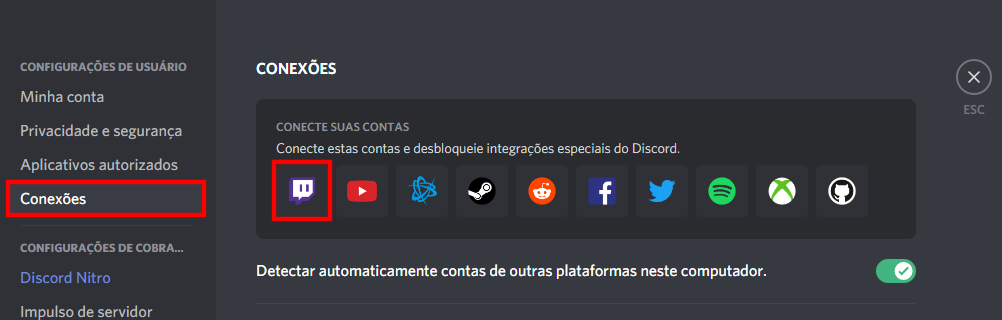 CONFIGURAÇÕES DE USUÁRIO
Minha conta
Privacidade e segurança
Aplicativos autorizados
Conexões
CONFIGURAÇÕES DE COBRA...
Discord Nitro
Impulso de servidor
CONEXÕES
CONECTE SUAS CONTAS
Conecte estas contas e desbloqueie integrações especiais do Discord.
Detectar automaticamente contas de outras plataformas neste computador.
ESC